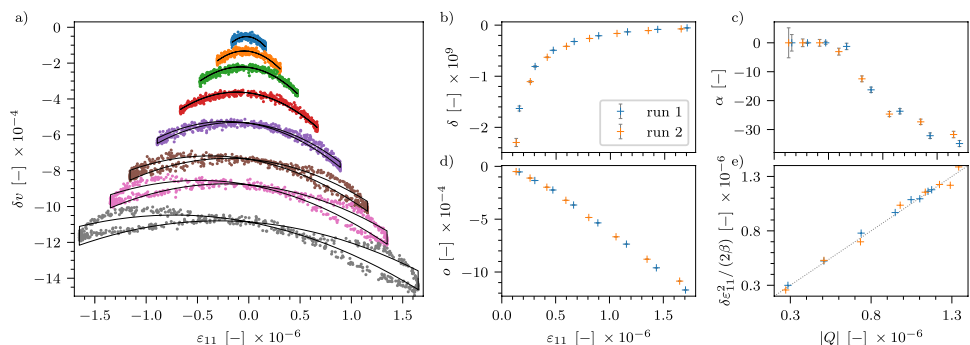 a)
0
−2
−4
−6
−8
−10
−12
−14
δv [−] × 10⁻⁴
−1.5
−1.0
−0.5
0.0
0.5
1.0
1.5
ε₁₁ [−] × 10⁻⁶
b)
0
−1
−2
δ [−] × 10⁹
run 1
run 2
c)
0
−10
−20
−30
α [−]
d)
0
−5
−10
o [−] × 10⁻⁴
0.0
0.5
1.0
1.5
ε₁₁ [−] × 10⁻⁶
e)
1.3
0.8
0.3
δε²₁₁/(2β) [−] × 10⁻⁶
0.3
0.8
1.3
|Q| [−] × 10⁻⁶